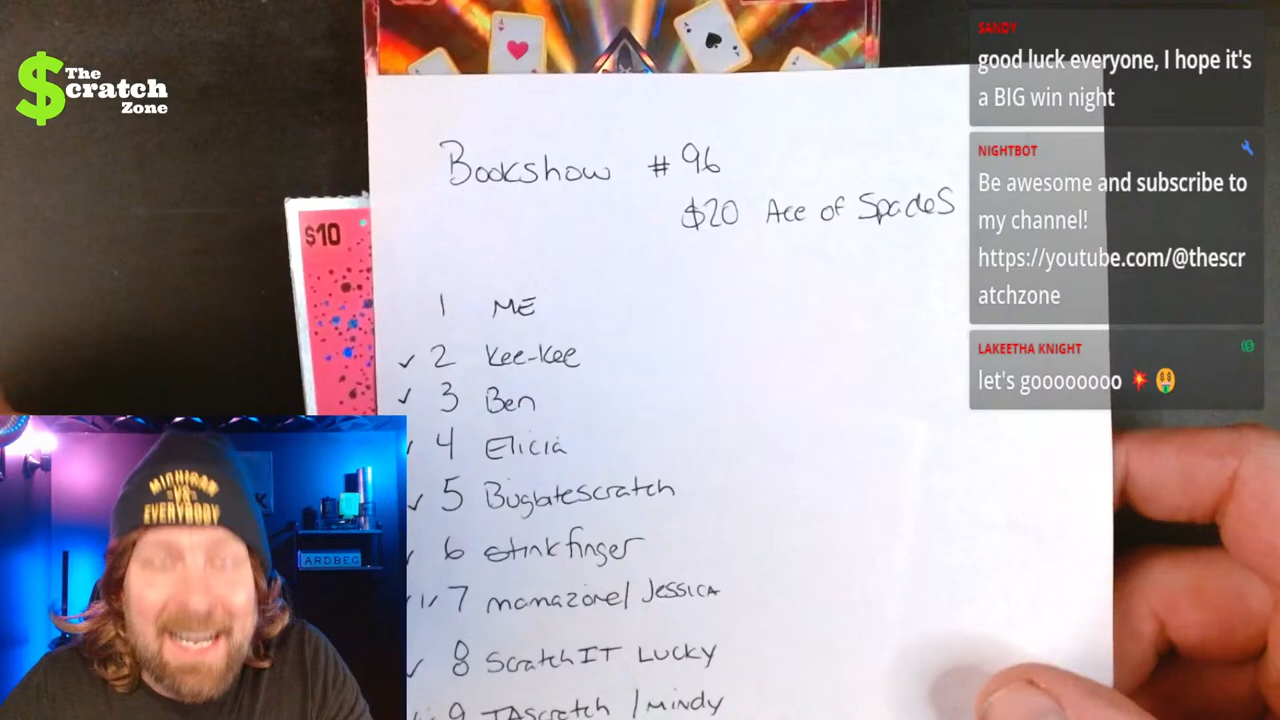 The
$cratch
Zone
$10
Bookshow # 96
$20 Ace of Spades
1 ME
✓ 2 Kee-Kee
✓ 3 Ben
✓ 4 Elicia
✓ 5 Bugbatescratch
✓ 6 Stinkfinger
7 mamazone/ Jessica
✓ 8 ScratchIT Lucky
9 TAscratch /mindy
MICHIGAN
-VS-
EVERYBODY
ARDBEG
SANDY
good luck everyone, I hope it's
a BIG win night
NIGHTBOT
Be awesome and subscribe to
my channel!
https://youtube.com/@thescr
atchzone
LAKEETHA KNIGHT
let's goooooooo 💥 🤑